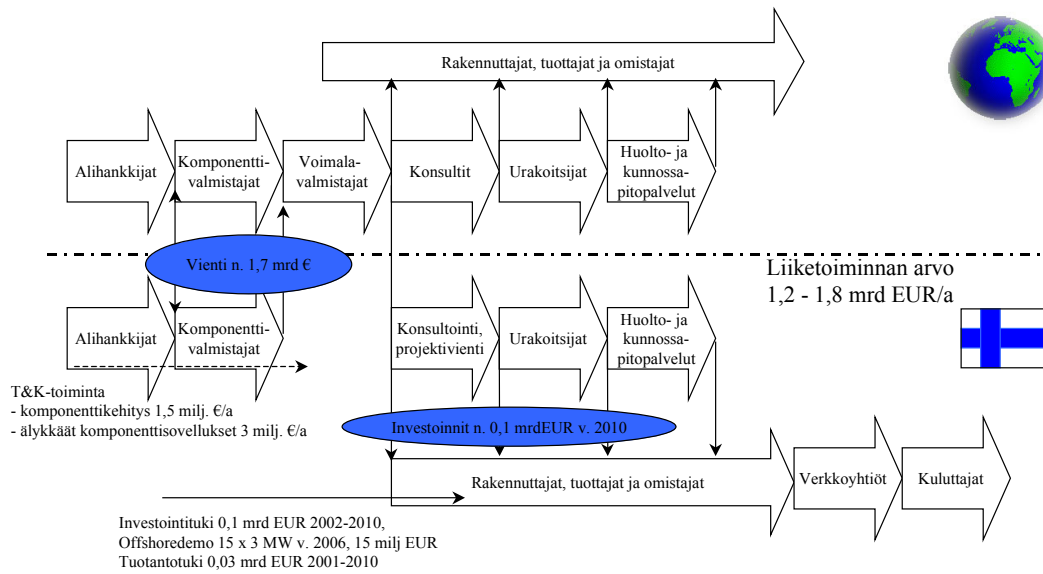 Rakennuttajat, tuottajat ja omistajat
Alihankkijat
Komponentti-
valmistajat
Voimala-
valmistajat
Konsultit
Urakoitsijat
Huolto- ja
kunnossa-
pitopalvelut
Vienti n. 1,7 mrd €
Liiketoiminnan arvo
1,2 - 1,8 mrd EUR/a
Alihankkijat
Komponentti-
valmistajat
Konsultointi,
projektivienti
Urakoitsijat
Huolto- ja
kunnossa-
pitopalvelut
T&K-toiminta
- komponenttikehitys 1,5 milj. €/a
- älykkäät komponenttisovellukset 3 milj. €/a
Investoinnit n. 0,1 mrdEUR v. 2010
Rakennuttajat, tuottajat ja omistajat
Verkkoyhtiöt
Kuluttajat
Investointituki 0,1 mrd EUR 2002-2010,
Offshoredemo 15 x 3 MW v. 2006, 15 milj EUR
Tuotantotuki 0,03 mrd EUR 2001-2010